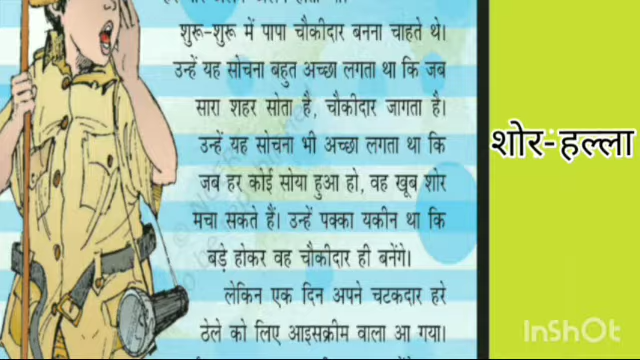 शुरू-शुरू में पापा चौकीदार बनना चाहते थे।
उन्हें यह सोचना बहुत अच्छा लगता था कि जब
सारा शहर सोता है, चौकीदार जागता है।
उन्हें यह सोचना भी अच्छा लगता था कि
जब हर कोई सोया हुआ हो, वह खूब शोर
मचा सकते हैं। उन्हें पक्का यकीन था कि
बड़े होकर वह चौकीदार ही बनेंगे।
लेकिन एक दिन अपने चटकदार हरे
ठेले को लिए आइसक्रीम वाला आ गया।
शोर-हल्ला
InShOt